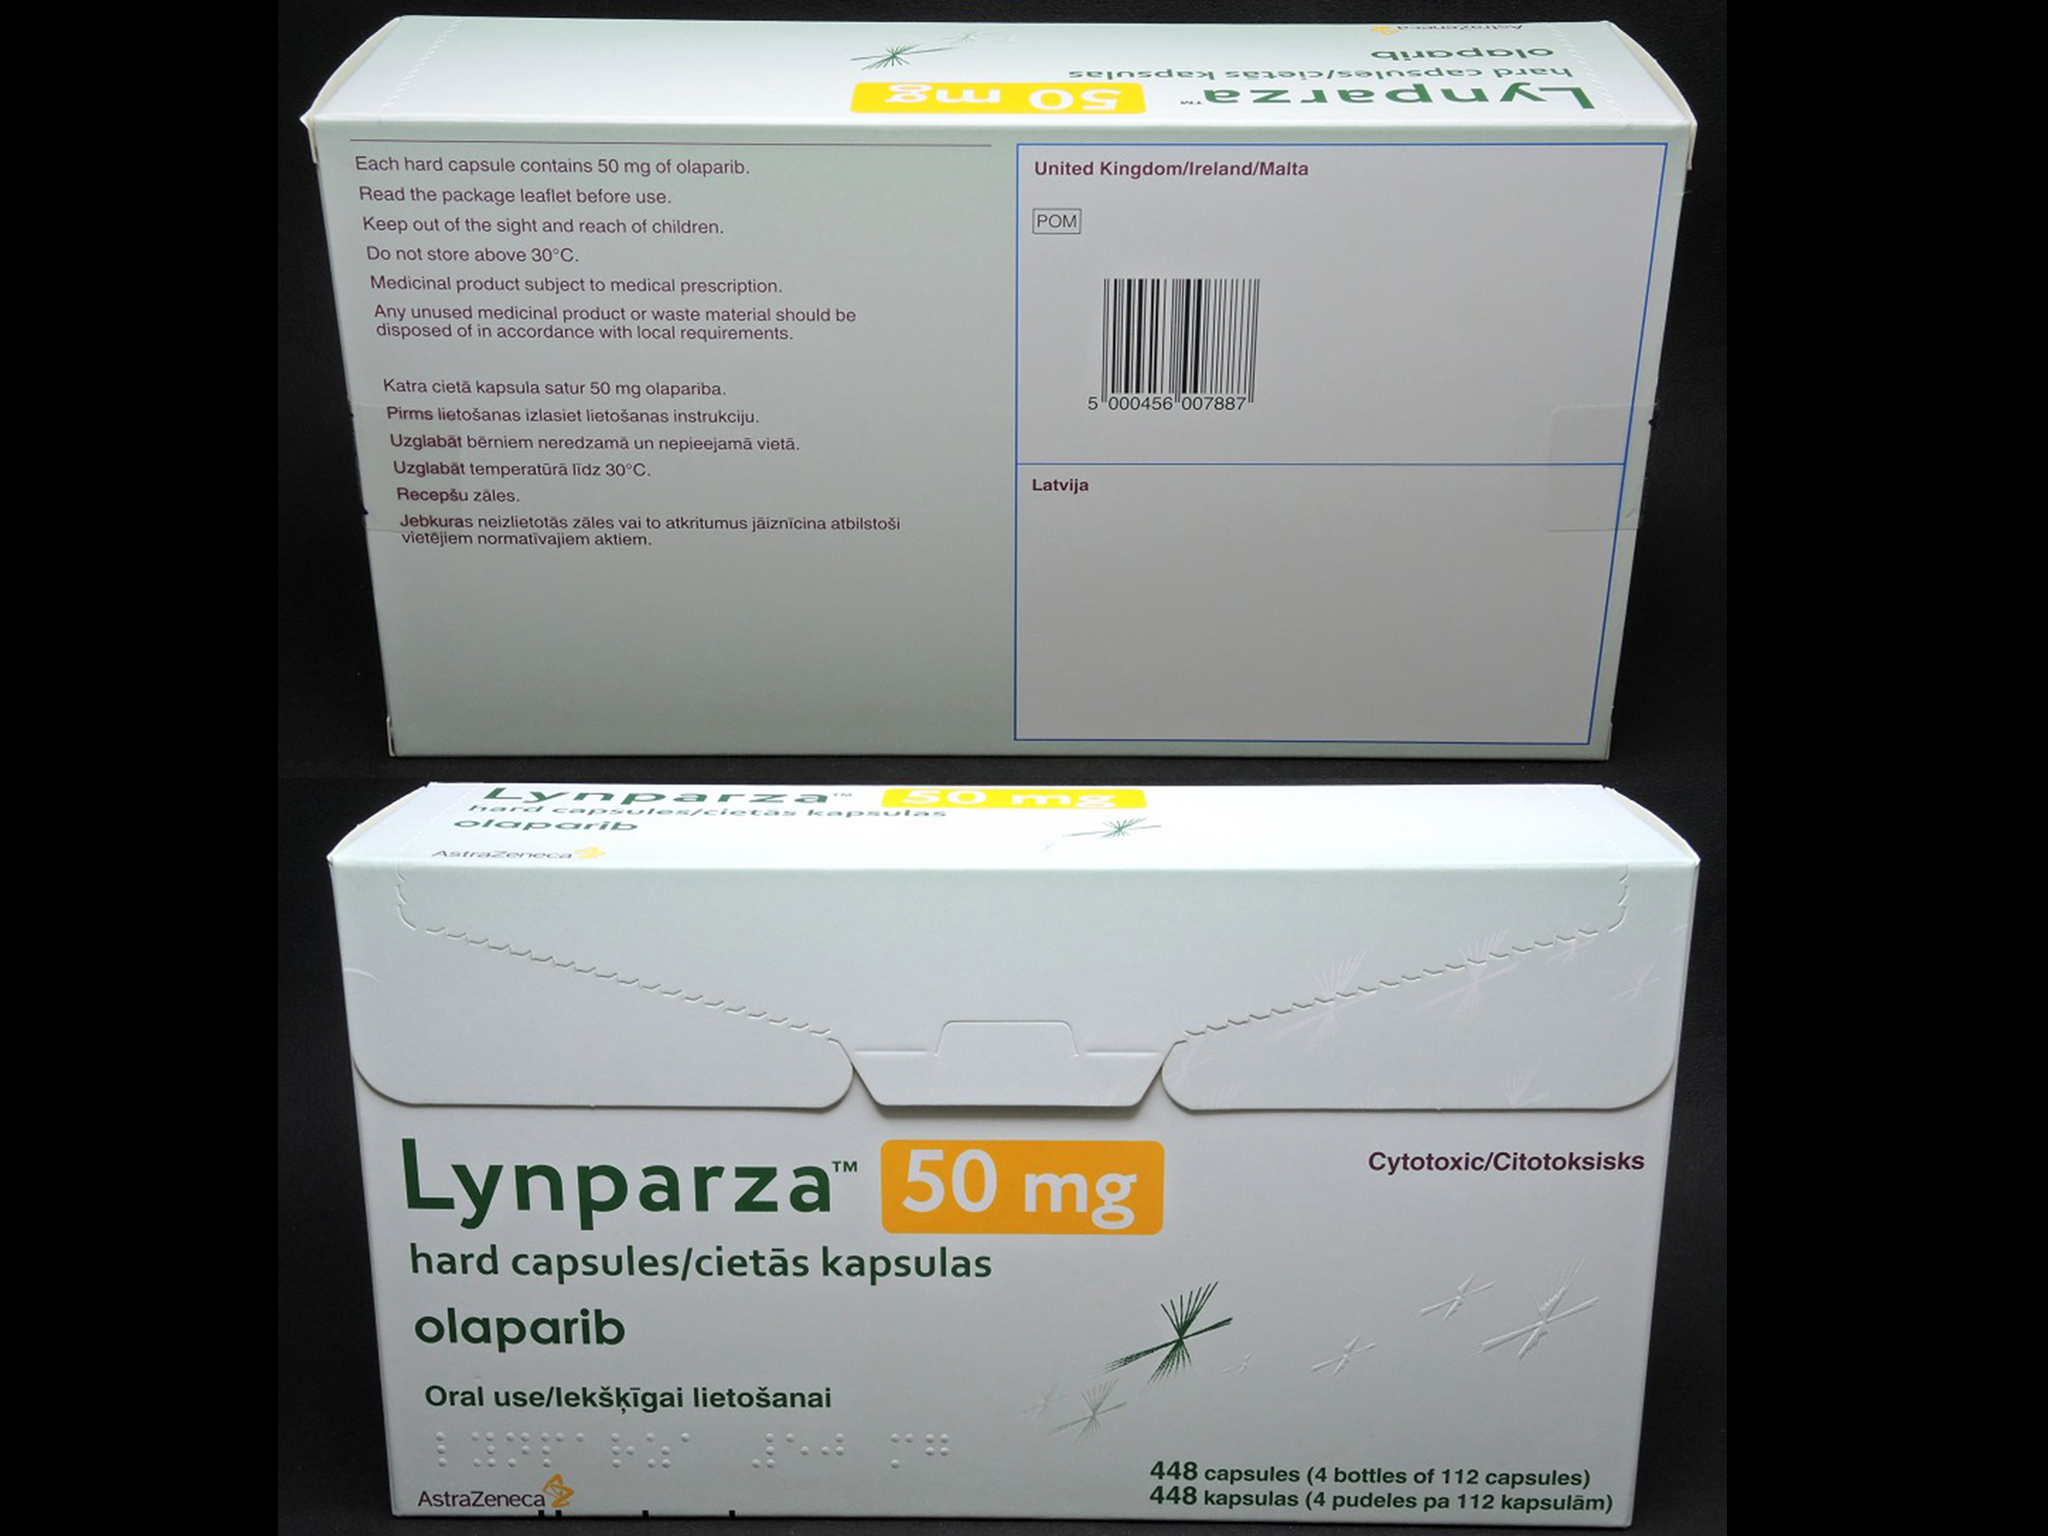 AstraZeneca
olaparib
hard capsules/cietās kapsulas
Lynparza™ 50 mg
Each hard capsule contains 50 mg of olaparib.
Read the package leaflet before use.
Keep out of the sight and reach of children.
Do not store above 30°C.
Medicinal product subject to medical prescription.
Any unused medicinal product or waste material should be
disposed of in accordance with local requirements.
Katra cietā kapsula satur 50 mg olapariba.
Pirms lietošanas izlasiet lietošanas instrukciju.
Uzglabāt bērniem neredzamā un nepieejamā vietā.
Uzglabāt temperatūrā līdz 30°C.
Recepšu zāles.
Jebkuras neizlietotās zāles vai to atkritumus jāiznīcina atbilstoši
vietējiem normatīvajiem aktiem.
United Kingdom/Ireland/Malta
POM
5 000456 007887
Latvija
Lynparza™ 50 mg
hard capsules/cietās kapsulas
olaparib
AstraZeneca
Lynparza™ 50 mg
Cytotoxic/Citotoksisks
hard capsules/cietās kapsulas
olaparib
Oral use/Iekšķīgai lietošanai
AstraZeneca
448 capsules (4 bottles of 112 capsules)
448 kapsulas (4 pudeles pa 112 kapsulām)